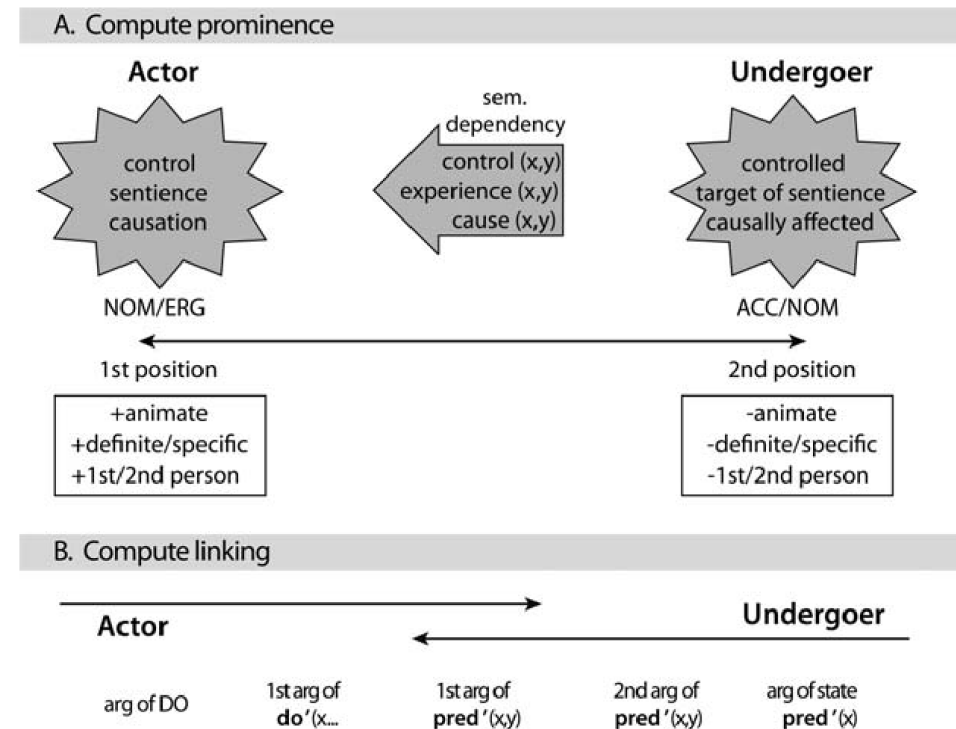 A. Compute prominence
Actor
Undergoer
control
sentience
causation
sem.
dependency
control (x,y)
experience (x,y)
cause (x,y)
controlled
target of sentience
causally affected
NOM/ERG
ACC/NOM
1st position
2nd position
+animate
+definite/specific
+1st/2nd person
-animate
-definite/specific
-1st/2nd person
B. Compute linking
Actor
Undergoer
arg of DO
1st arg of
do′(x...
1st arg of
pred′(x,y)
2nd arg of
pred′(x,y)
arg of state
pred′(x)